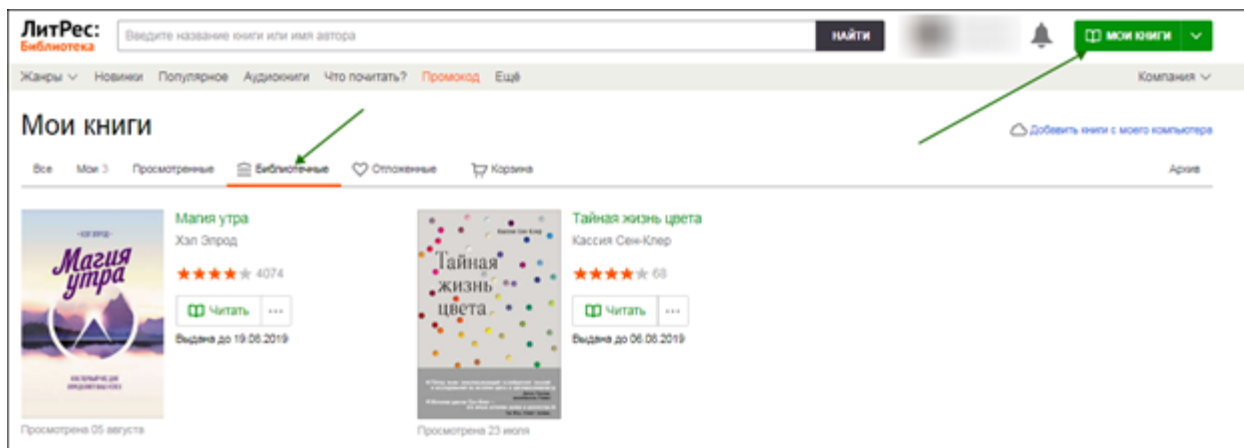 ЛитРес:
Библиотека
Введите название книги или имя автора
НАЙТИ
МОИ КНИГИ
Жанры Новинки Популярное Аудиокниги Что почитать? Промокод Ещё
Компания
Мои книги
Добавить книги с моего компьютера
Все Мои 3 Просмотренные Библиотечные Отложенные Корзина
Архив
Магия
утра
Магия утра
Хэл Элрод
4074
Читать ...
Выдана до 19.08.2019
Просмотрена 05 августа
Кассия Сен-Клер
Тайная
жизнь
цвета
Тайная жизнь цвета
Кассия Сен-Клер
68
Читать ...
Выдана до 06.08.2019
Просмотрена 23 июля